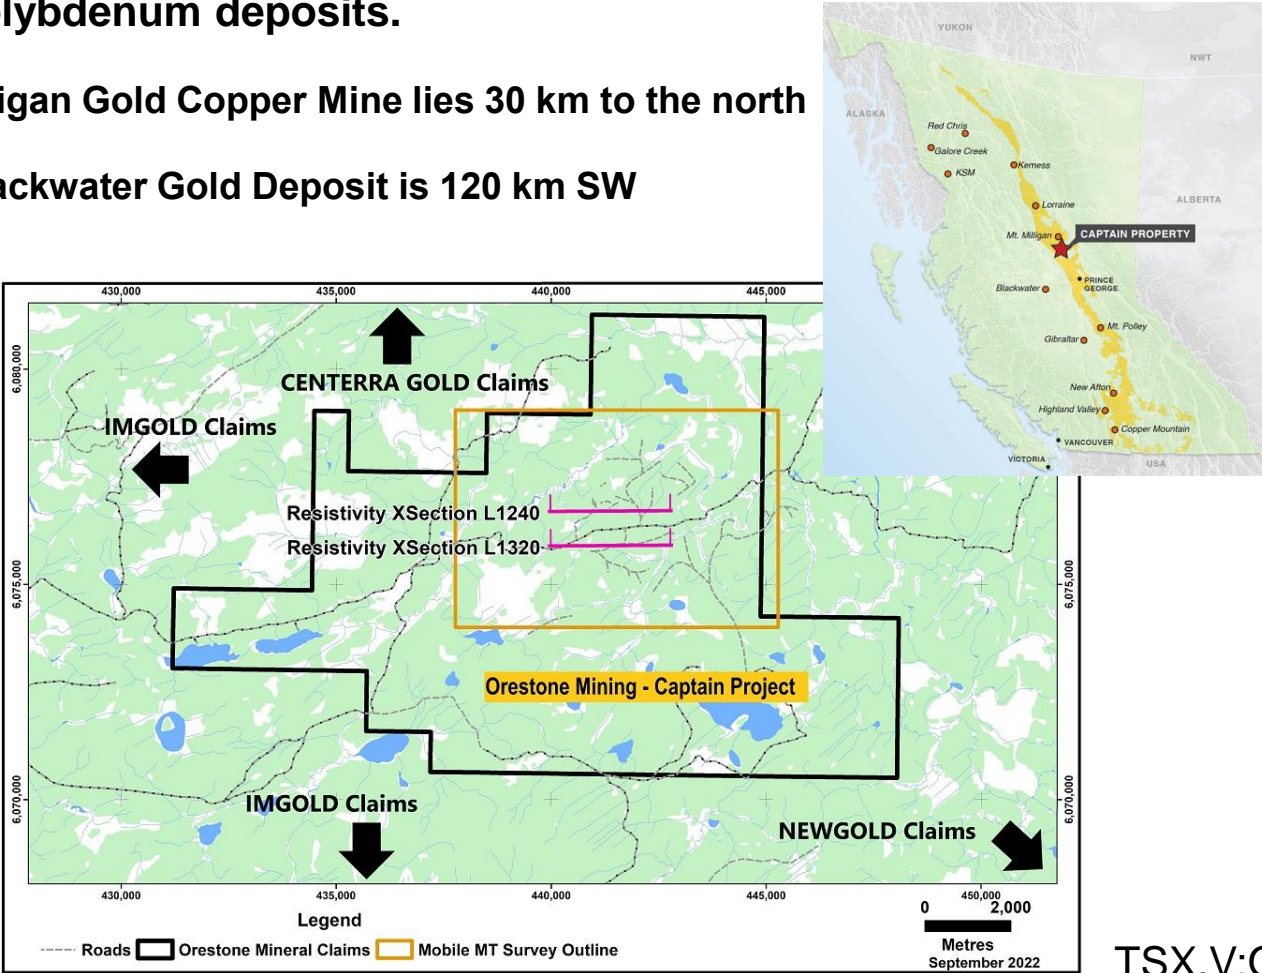 lybdenum deposits.
igan Gold Copper Mine lies 30 km to the north
ackwater Gold Deposit is 120 km SW
YUKON
NWT
ALASKA
Red Chris
Galore Creek
KSM
Kemess
Lorraine
ALBERTA
Mt. Milligan
CAPTAIN PROPERTY
PRINCE
GEORGE
Blackwater
Mt. Polley
Gibraltar
New Afton
Highland Valley
Copper Mountain
VANCOUVER
VICTORIA
USA
430,000 435,000 440,000 445,000
6,080,000
CENTERRA GOLD Claims
IMGOLD Claims
Resistivity XSection L1240
Resistivity XSection L1320
6,075,000 6,075,000
Orestone Mining - Captain Project
6,070,000 6,070,000
IMGOLD Claims
NEWGOLD Claims
430,000 435,000 440,000 445,000 450,000
Legend
0 2,000
Roads Orestone Mineral Claims Mobile MT Survey Outline
Metres
September 2022
TSX.V: